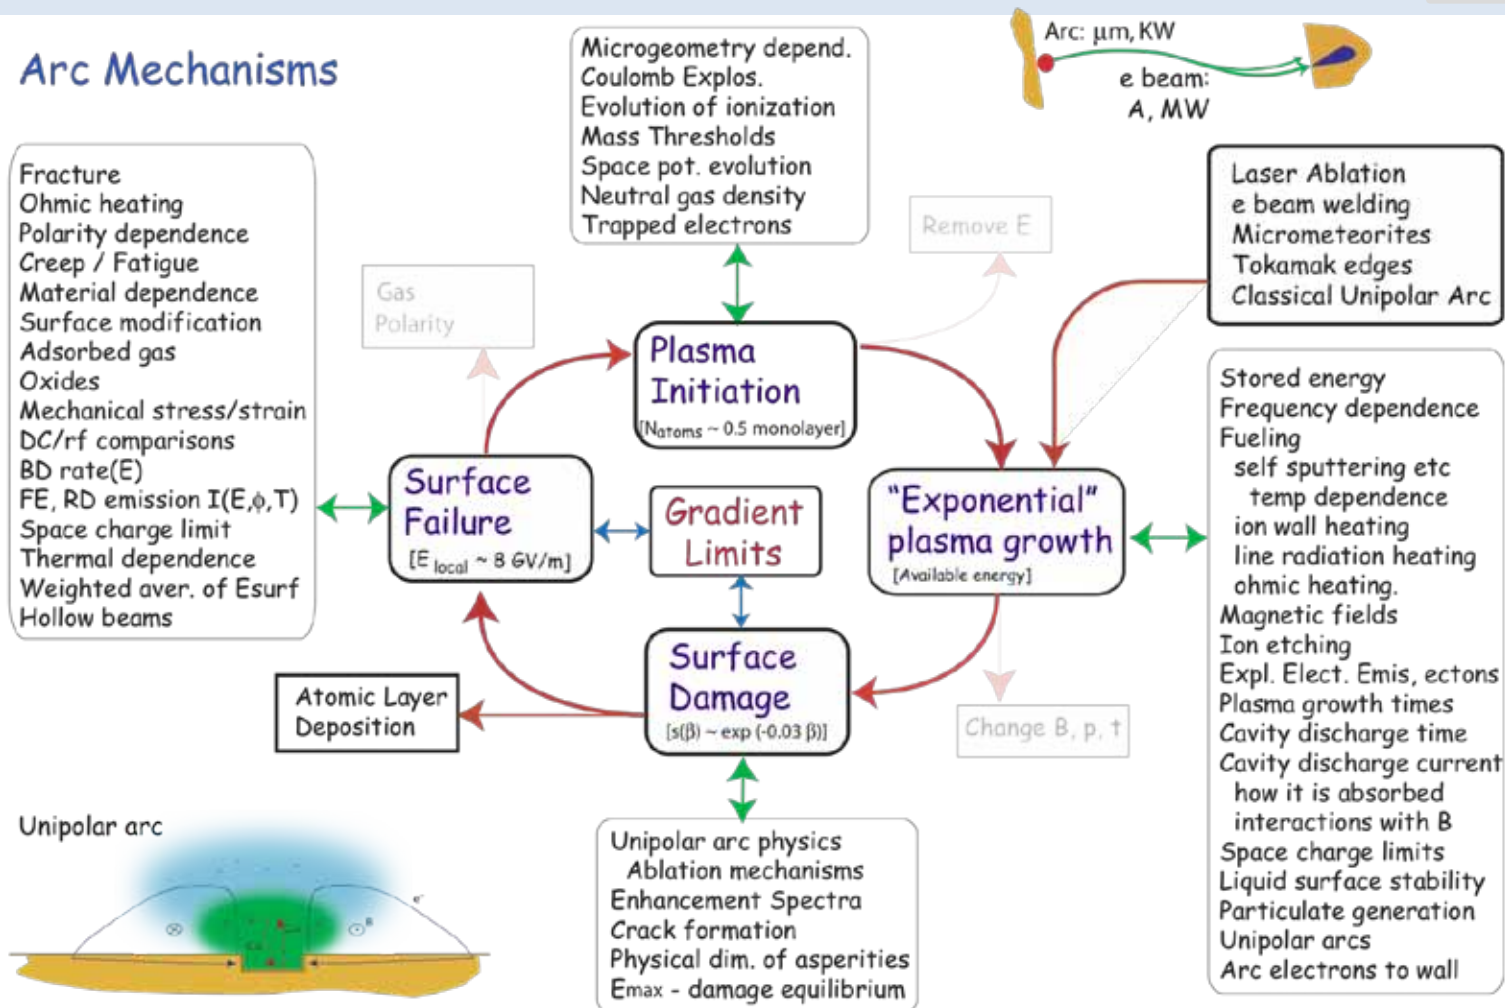 Arc Mechanisms
Microgeometry depend.
Coulomb Explos.
Evolution of ionization
Mass Thresholds
Space pot. evolution
Neutral gas density
Trapped electrons
Arc: μm, KW
e beam:
A, MW
Fracture
Ohmic heating
Polarity dependence
Creep / Fatigue
Material dependence
Surface modification
Adsorbed gas
Oxides
Mechanical stress/strain
DC/rf comparisons
BD rate(E)
FE, RD emission I(E,ϕ,T)
Space charge limit
Thermal dependence
Weighted aver. of Esurf
Hollow beams
Gas
Polarity
Remove E
Laser Ablation
e beam welding
Micrometeorites
Tokamak edges
Classical Unipolar Arc
Plasma
Initiation
[Natoms ~ 0.5 monolayer]
Surface
Failure
[E local ~ 8 GV/m]
Gradient
Limits
"Exponential"
plasma growth
[Available energy]
Stored energy
Frequency dependence
Fueling
self sputtering etc
temp dependence
ion wall heating
line radiation heating
ohmic heating.
Magnetic fields
Ion etching
Expl. Elect. Emis, ectons
Plasma growth times
Cavity discharge time
Cavity discharge current
how it is absorbed
interactions with B
Space charge limits
Liquid surface stability
Particulate generation
Unipolar arcs
Arc electrons to wall
Surface
Damage
[s(β) ~ exp (-0.03 β)]
Atomic Layer
Deposition
Change B, p, t
Unipolar arc
e-
B
Unipolar arc physics
Ablation mechanisms
Enhancement Spectra
Crack formation
Physical dim. of asperities
Emax - damage equilibrium